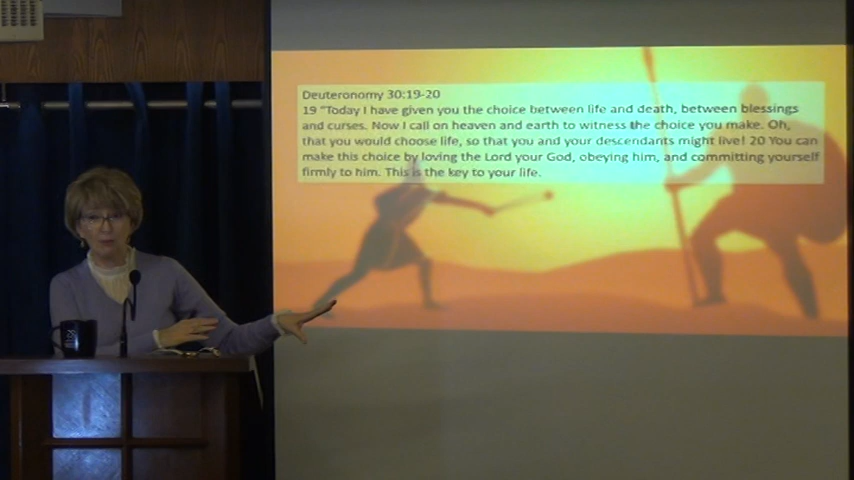 Deuteronomy 30:19-20
19 "Today I have given you the choice between life and death, between blessings
and curses. Now I call on heaven and earth to witness the choice you make. Oh,
that you would choose life, so that you and your descendants might live! 20 You can
make this choice by loving the Lord your God, obeying him, and committing yourself
firmly to him. This is the key to your life.